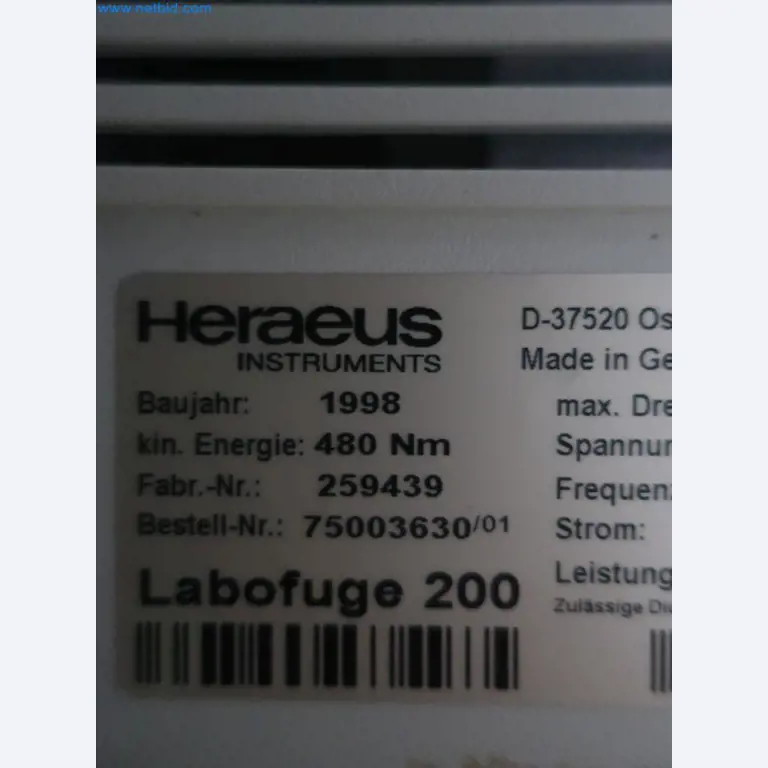 www.netbid.com
Heraeus
INSTRUMENTS
Baujahr: 1998
kin. Energie: 480 Nm
Fabr.-Nr.: 259439
Bestell-Nr.: 75003630/01
Labofuge 200
D-37520 Os
Made in Ge
max. Dre
Spannun
Frequenz
Strom:
Leistung
Zulässige Di